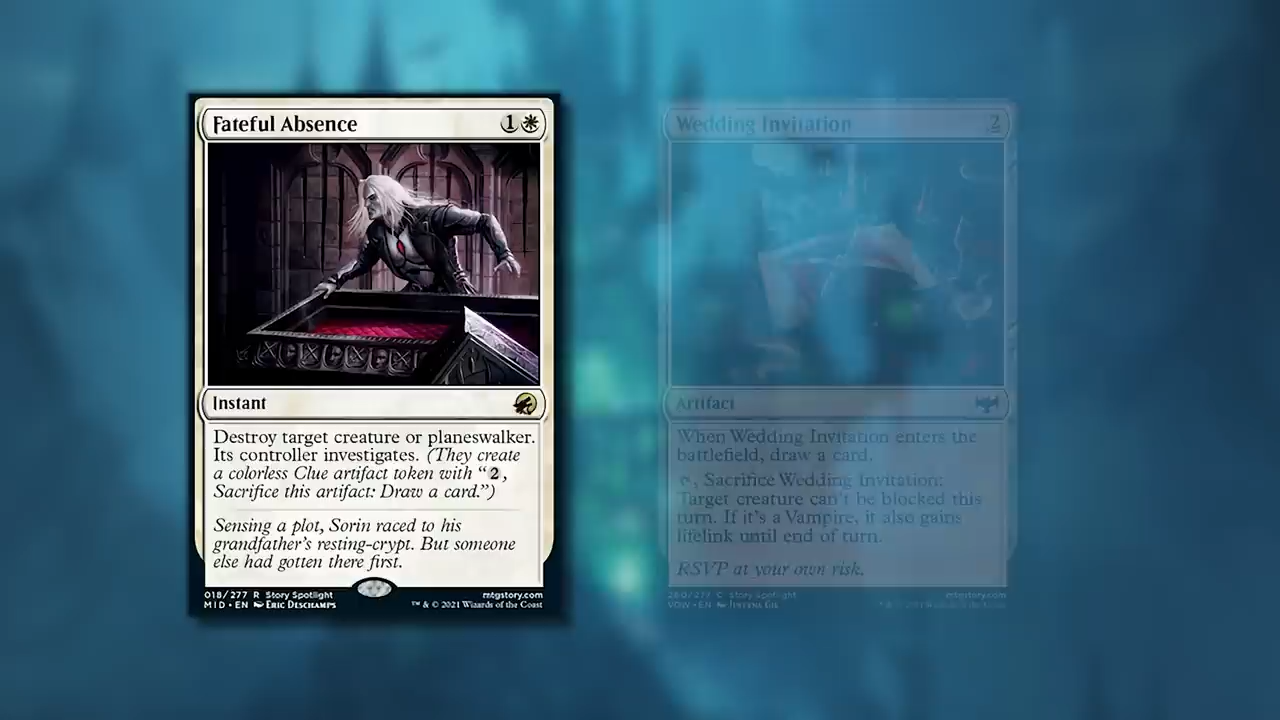 Fateful Absence
1
Instant
Destroy target creature or planeswalker.
Its controller investigates. (They create
a colorless Clue artifact token with “2,
Sacrifice this artifact: Draw a card.”)
Sensing a plot, Sorin raced to his
grandfather’s resting-crypt. But someone
else had gotten there first.
018/277 R Story Spotlight
mtgstory.com
MID • EN Eric Deschamps
™ & © 2021 Wizards of the Coast
Wedding Invitation
2
Artifact
When Wedding Invitation enters the
battlefield, draw a card.
, Sacrifice Wedding Invitation:
Target creature can’t be blocked this
turn. If it’s a Vampire, it also gains
lifelink until end of turn.
RSVP at your own risk.
C Story Spotlight
mtgstory.com
VOW • EN